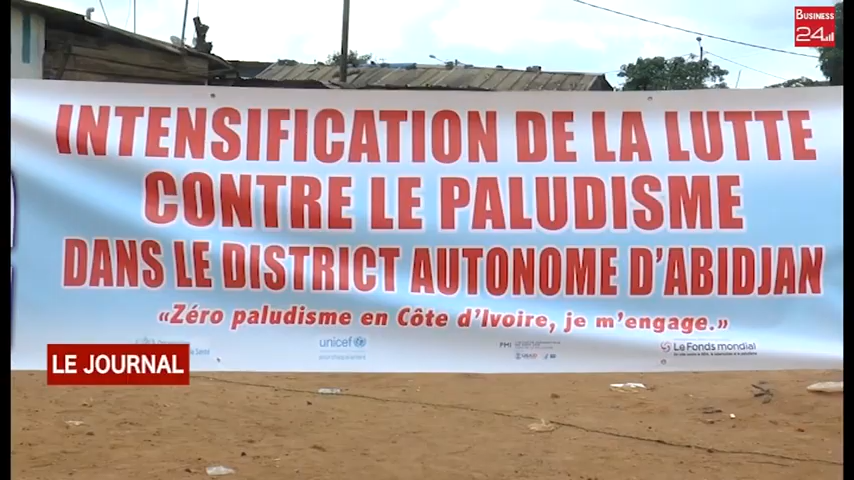 BUSINESS
24
INTENSIFICATION DE LA LUTTE
CONTRE LE PALUDISME
DANS LE DISTRICT AUTONOME D'ABIDJAN
«Zéro paludisme en Côte d'Ivoire, je m'engage.»
unicef
PMI
USAID
Le Fonds mondial
LE JOURNAL